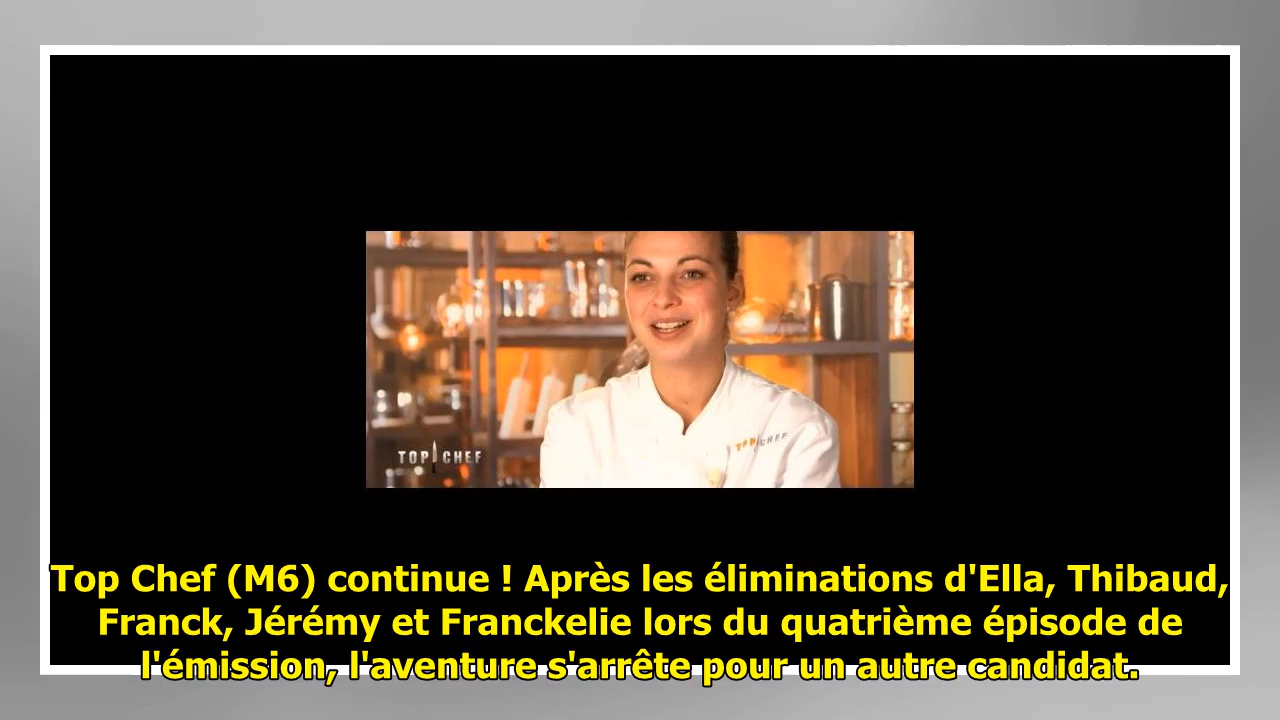 TOP CHEF
TOP CHEF
Top Chef (M6) continue ! Après les éliminations d'Ella, Thibaud,
Franck, Jérémy et Franckelie lors du quatrième épisode de
l'émission, l'aventure s'arrête pour un autre candidat.